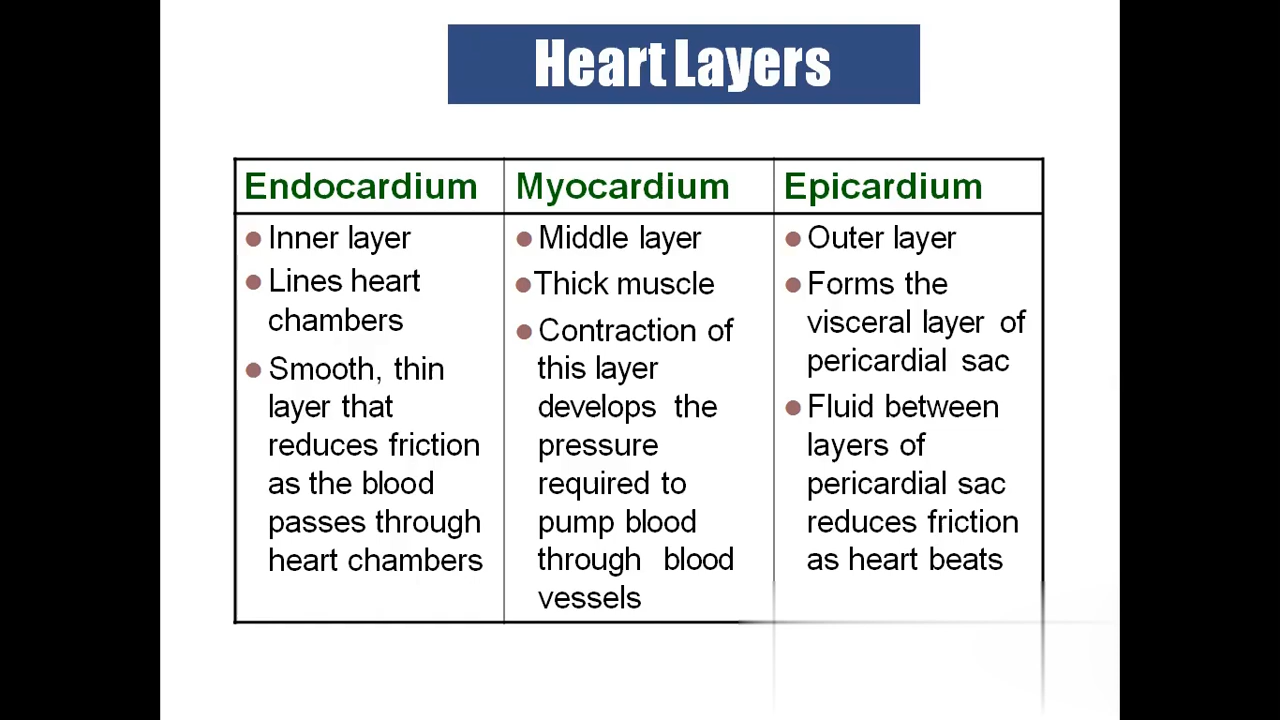 Heart Layers
Endocardium
Inner layer
Lines heart
chambers
Smooth, thin
layer that
reduces friction
as the blood
passes through
heart chambers
Myocardium
Middle layer
Thick muscle
Contraction of
this layer
develops the
pressure
required to
pump blood
through blood
vessels
Epicardium
Outer layer
Forms the
visceral layer of
pericardial sac
Fluid between
layers of
pericardial sac
reduces friction
as heart beats